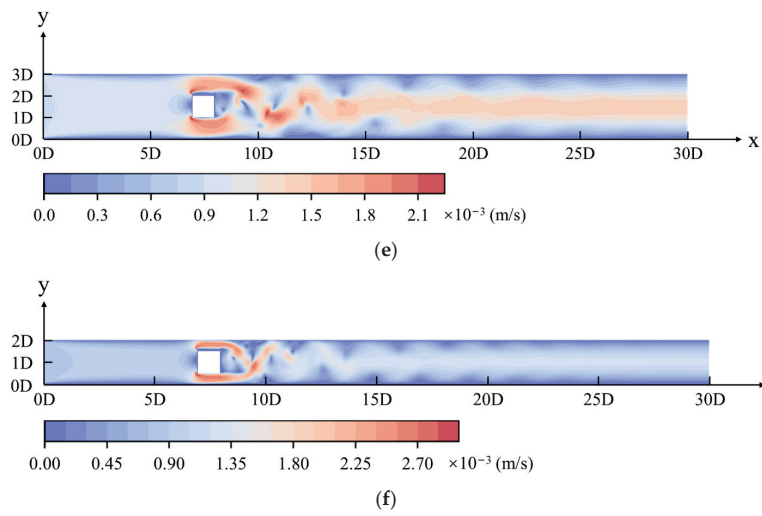 y
3D
2D
1D
0D
0D 5D 10D 15D 20D 25D 30D x
0.0 0.3 0.6 0.9 1.2 1.5 1.8 2.1 ×10⁻³ (m/s)
(e)
y
2D
1D
0D
0D 5D 10D 15D 20D 25D 30D
0.00 0.45 0.90 1.35 1.80 2.25 2.70 ×10⁻³ (m/s)
(f)